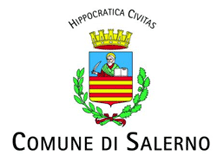 HIPPOCRATICA CIVITAS
COMUNE DI SALERNO